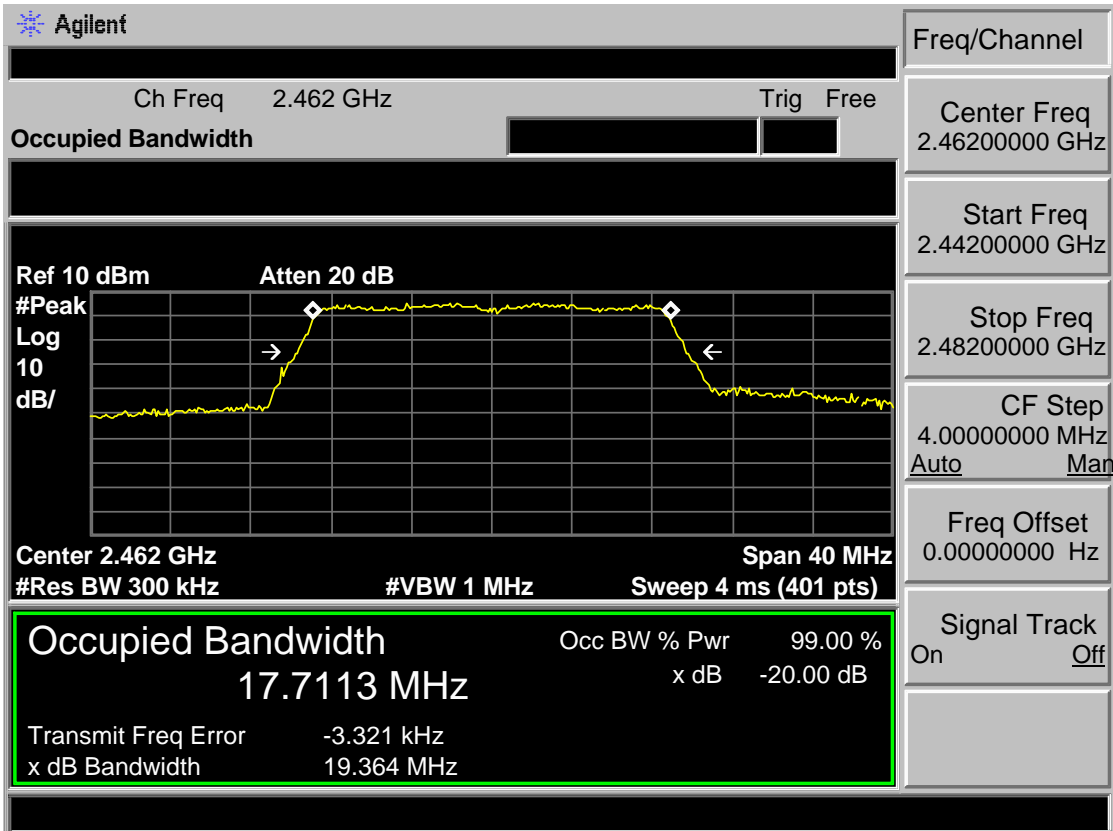 Agilent
Freq/Channel
Ch Freq 2.462 GHz Trig Free
Occupied Bandwidth
Center Freq
2.46200000 GHz
Start Freq
2.44200000 GHz
Stop Freq
2.48200000 GHz
CF Step
4.00000000 MHz
Auto Man
Freq Offset
0.00000000 Hz
Signal Track
On Off
Ref 10 dBm Atten 20 dB
#Peak
Log
10
dB/
Center 2.462 GHz Span 40 MHz
#Res BW 300 kHz #VBW 1 MHz Sweep 4 ms (401 pts)
Occupied Bandwidth
17.7113 MHz
Occ BW % Pwr 99.00 %
x dB -20.00 dB
Transmit Freq Error -3.321 kHz
x dB Bandwidth 19.364 MHz